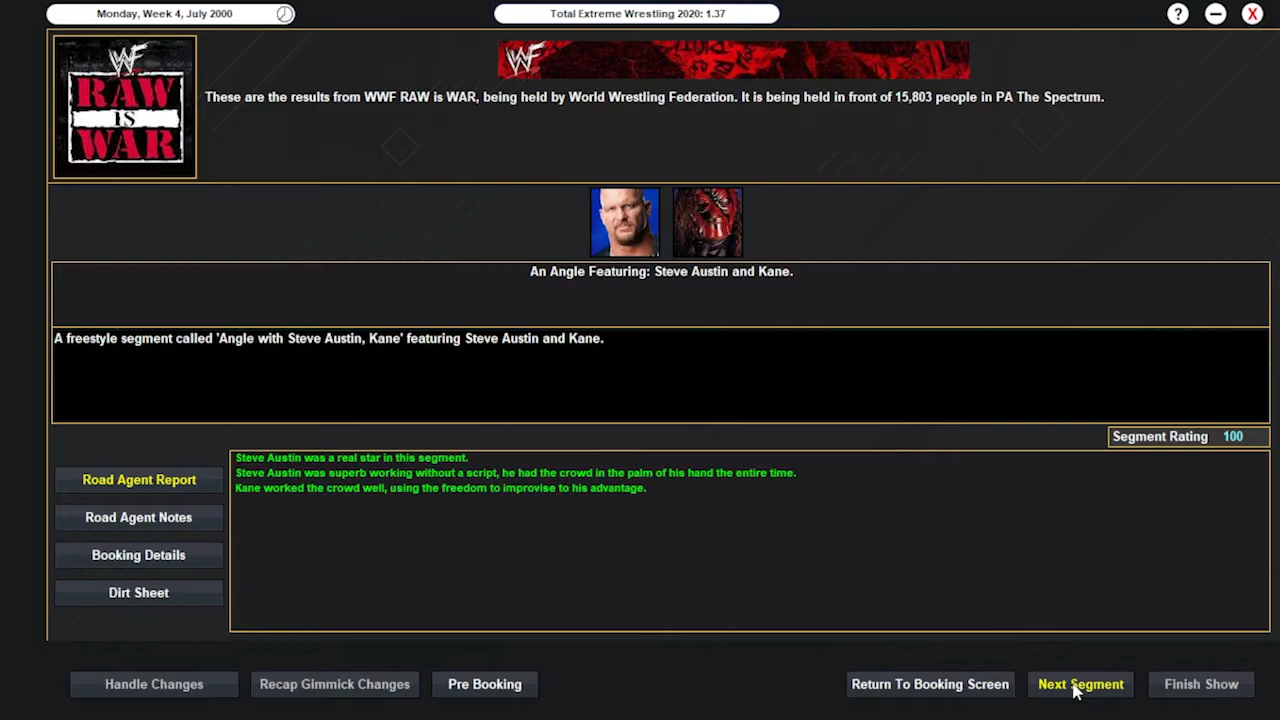 Monday, Week 4, July 2000
Total Extreme Wrestling 2020: 1.37
?
X
WF
RAW
IS
WAR
WF
These are the results from WWF RAW is WAR, being held by World Wrestling Federation. It is being held in front of 15,803 people in PA The Spectrum.
An Angle Featuring: Steve Austin and Kane.
A freestyle segment called 'Angle with Steve Austin, Kane' featuring Steve Austin and Kane.
Segment Rating 100
Road Agent Report
Road Agent Notes
Booking Details
Dirt Sheet
Steve Austin was a real star in this segment.
Steve Austin was superb working without a script, he had the crowd in the palm of his hand the entire time.
Kane worked the crowd well, using the freedom to improvise to his advantage.
Handle Changes
Recap Gimmick Changes
Pre Booking
Return To Booking Screen
Next Segment
Finish Show